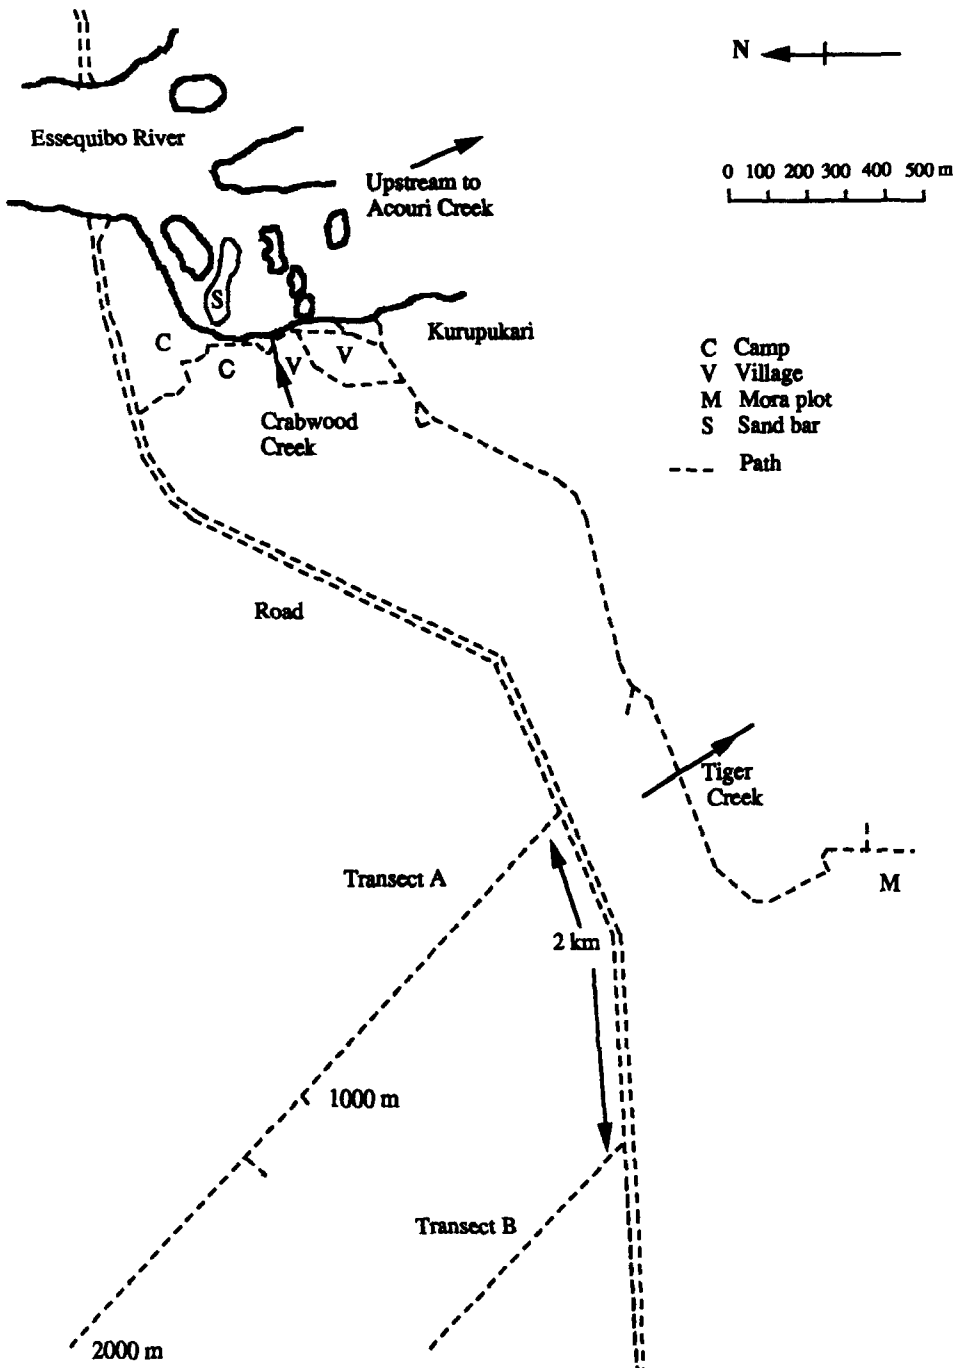 N
Essequibo River
0 100 200 300 400 500 m
Upstream to
Acouri Creek
S
Kurupukari
C
C
V
V
C Camp
V Village
M Mora plot
S Sand bar
Path
Crabwood
Creek
Road
Tiger
Creek
Transect A
M
2 km
1000 m
Transect B
2000 m